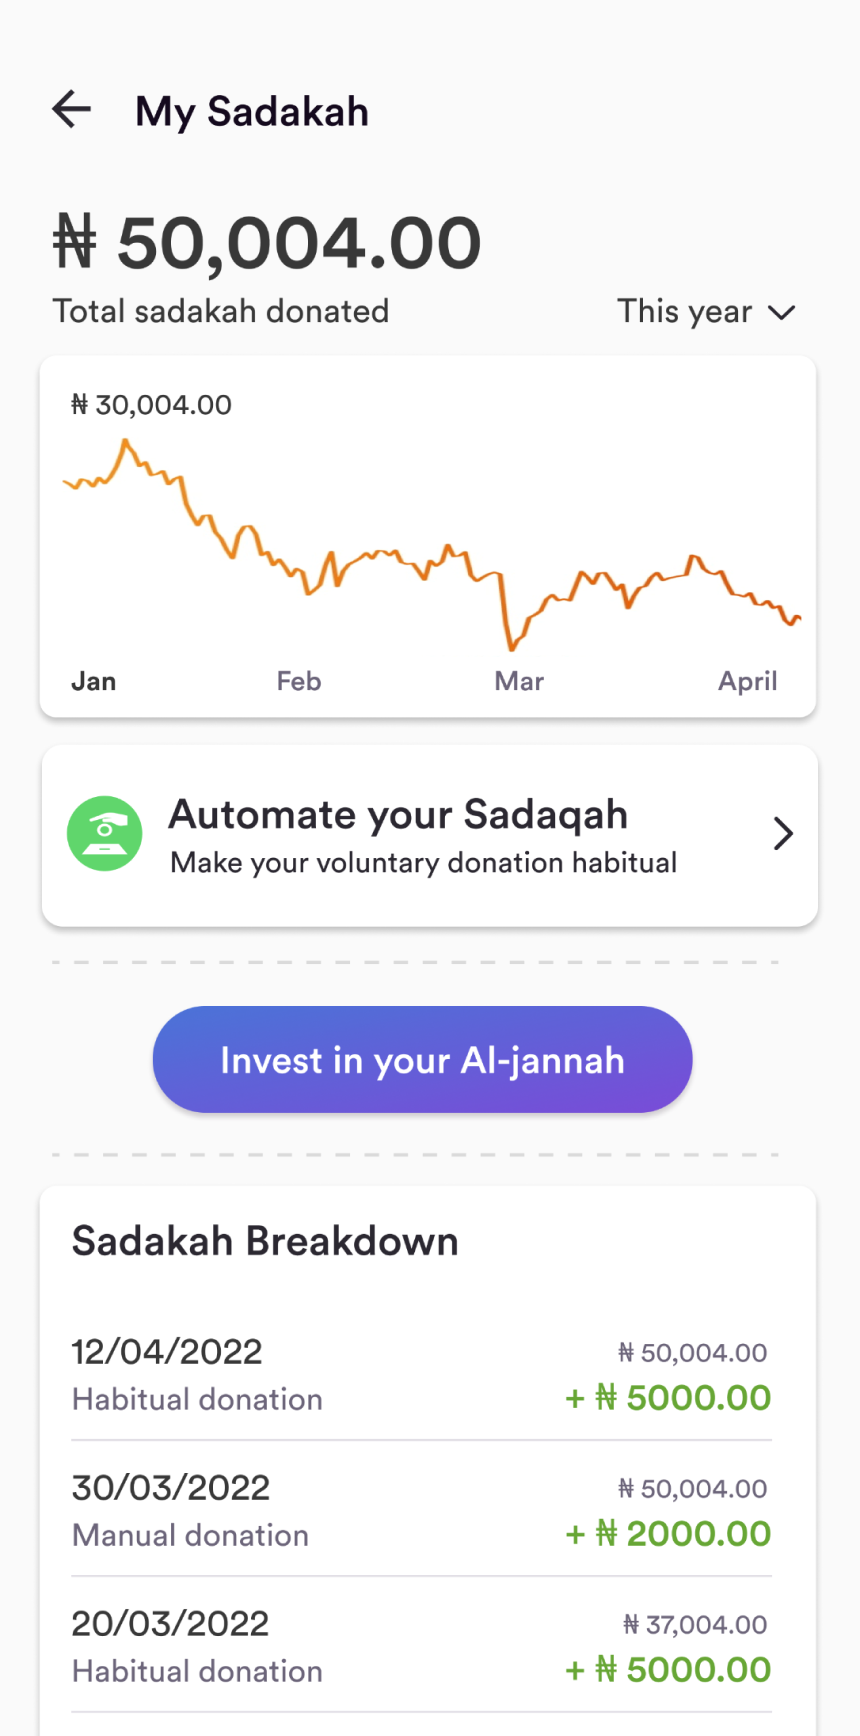 My Sadakah
₦ 50,004.00
Total sadakah donated
This year
₦ 30,004.00
Jan Feb Mar April
Automate your Sadaqah
Make your voluntary donation habitual
Invest in your Al-jannah
Sadakah Breakdown
12/04/2022 ₦ 50,004.00
Habitual donation + ₦ 5000.00
30/03/2022 ₦ 50,004.00
Manual donation + ₦ 2000.00
20/03/2022 ₦ 37,004.00
Habitual donation + ₦ 5000.00